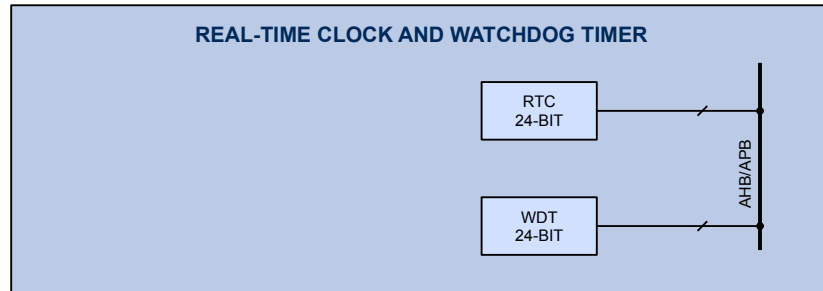 REAL-TIME CLOCK AND WATCHDOG TIMER
RTC
24-BIT
AHB/APB
WDT
24-BIT